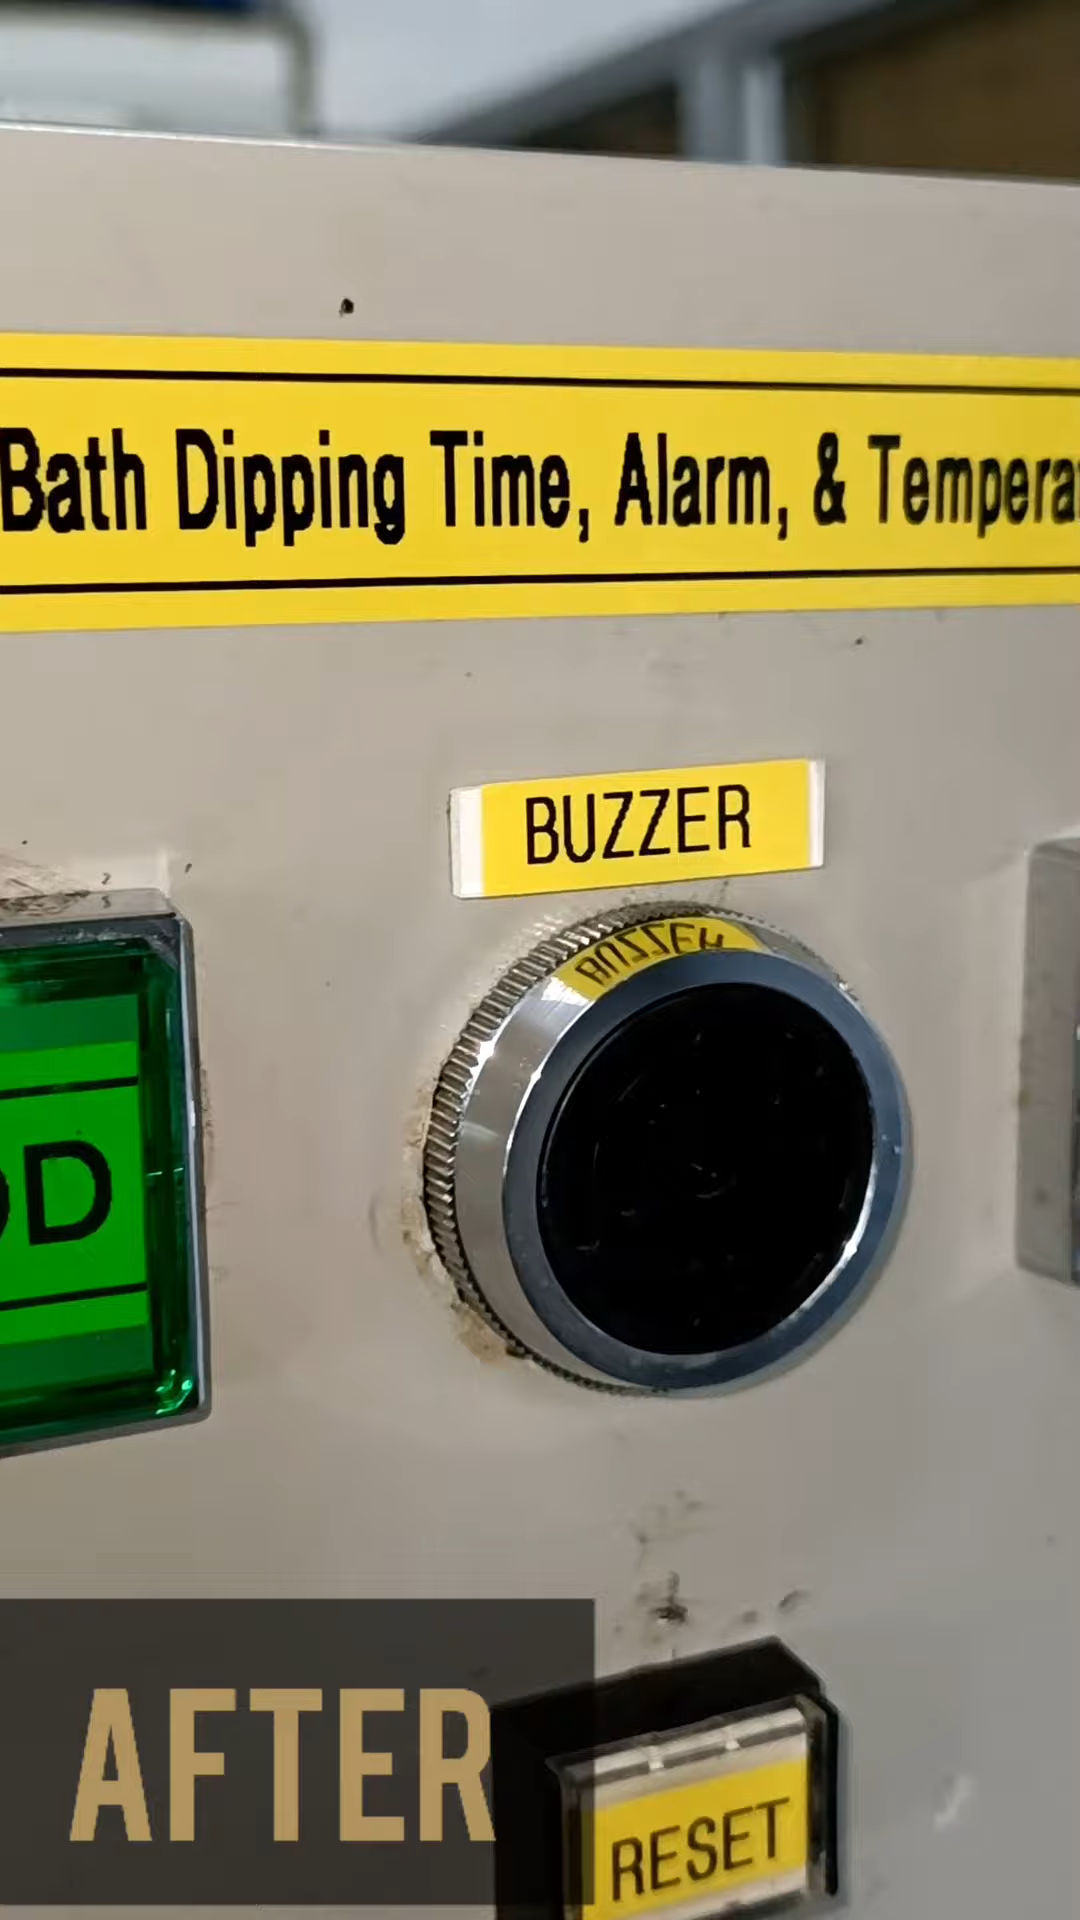 Bath Dipping Time, Alarm, & Tempera
BUZZER
BUZZER
OD
AFTER
RESET